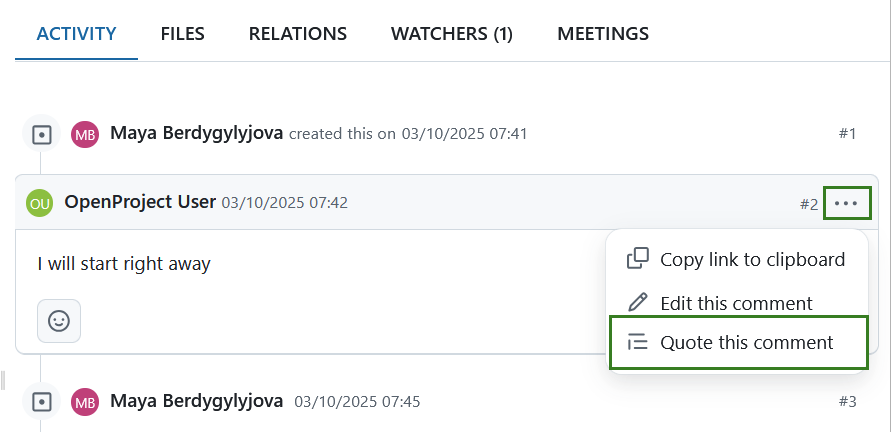 ACTIVITY FILES RELATIONS WATCHERS (1) MEETINGS
MB Maya Berdygylyjova created this on 03/10/2025 07:41 #1
OU OpenProject User 03/10/2025 07:42 #2
I will start right away
Copy link to clipboard
Edit this comment
Quote this comment
MB Maya Berdygylyjova 03/10/2025 07:45 #3